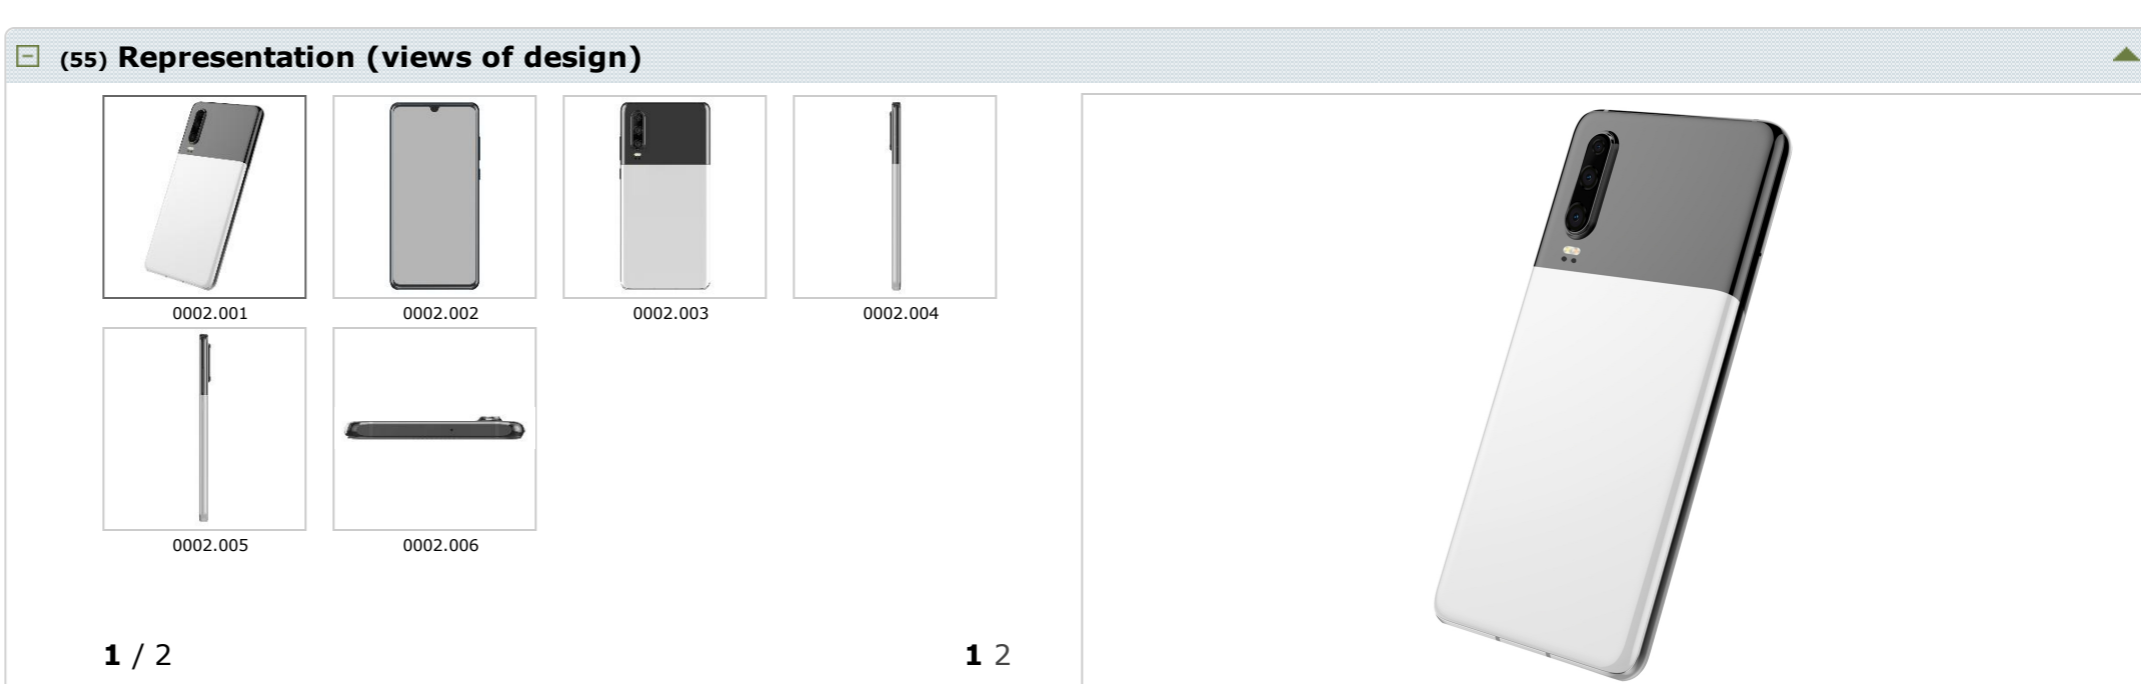 (55) Representation (views of design)
0002.001 0002.002 0002.003 0002.004
0002.005 0002.006
1 / 2 1 2